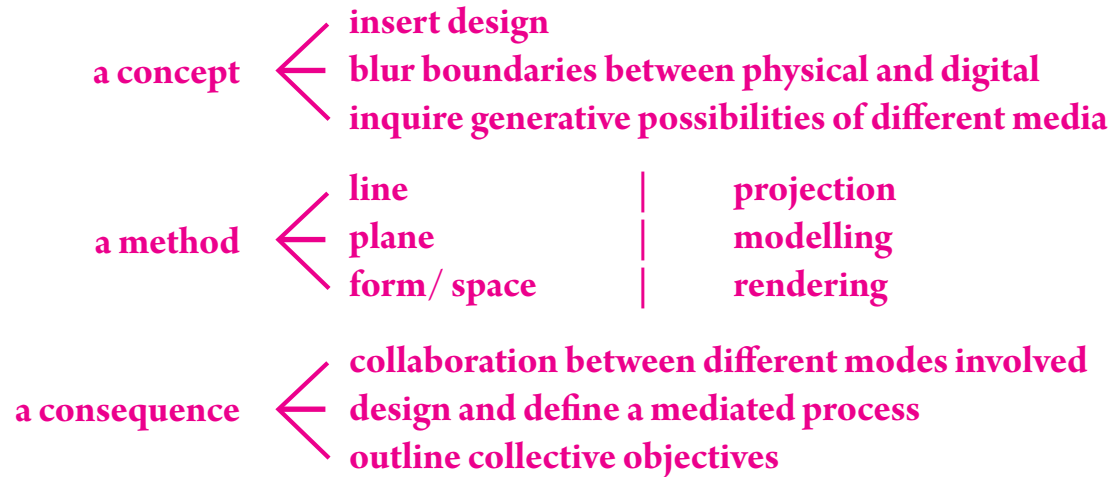 insert design
a concept
blur boundaries between physical and digital
inquire generative possibilities of different media
line | projection
a method
plane | modelling
form/ space | rendering
collaboration between different modes involved
a consequence
design and define a mediated process
outline collective objectives